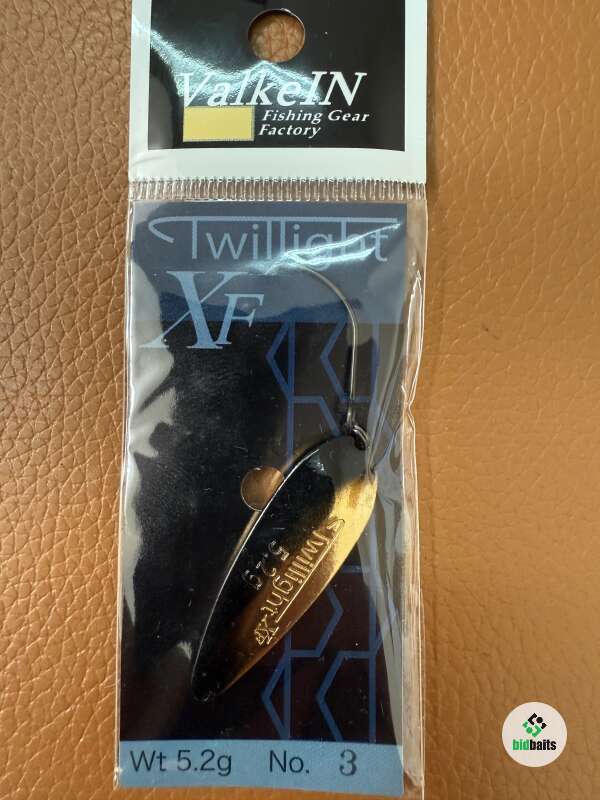 ValkeIN
Fishing Gear
Factory
Twillight
XF
Twillight XF
5.2g
Wt 5.2g No. 3
bidbaits